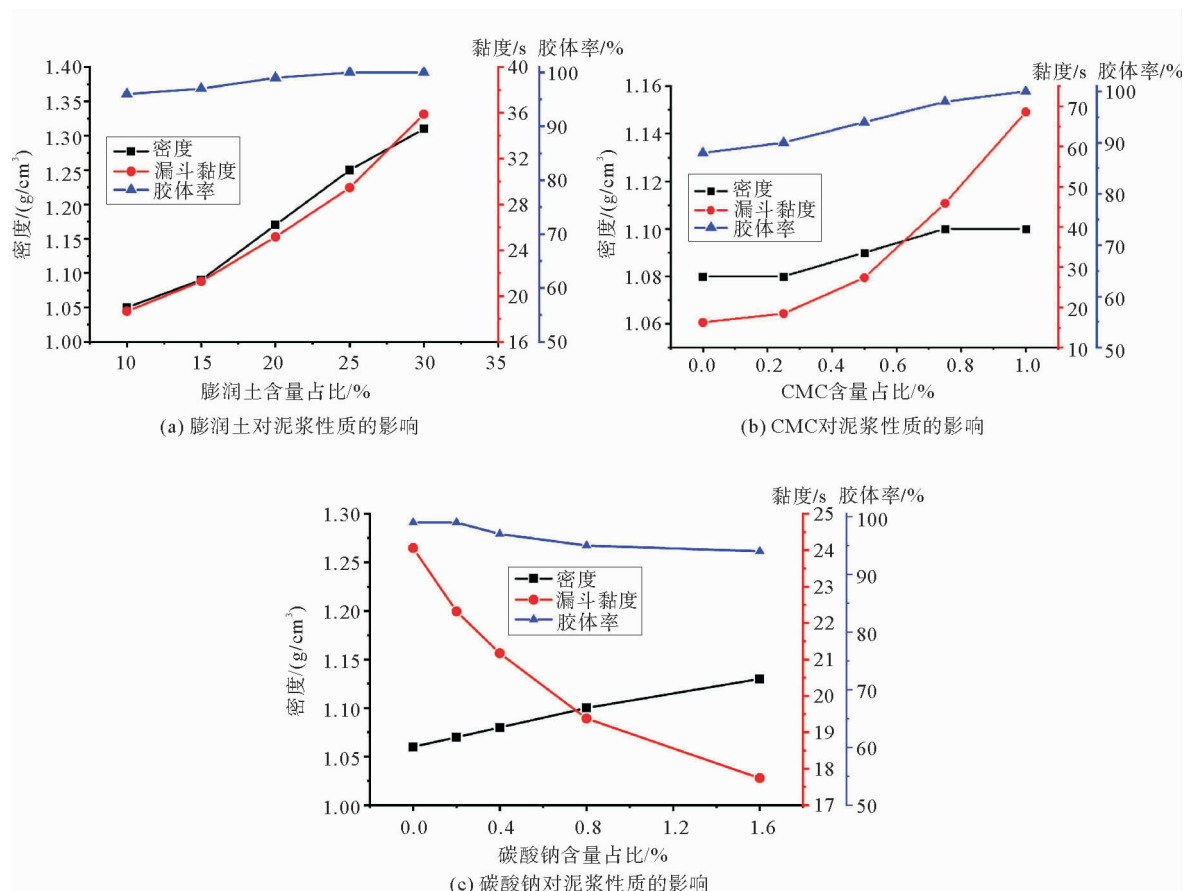 黏度/s 胶体率/%
1.40
1.35
1.30
1.25
1.20
1.15
1.10
1.05
1.00
密度/(g/cm³)
密度
漏斗黏度
胶体率
40
36
32
28
24
20
16
100
90
80
70
60
50
10 15 20 25 30 35
膨润土含量占比/%
(a) 膨润土对泥浆性质的影响
黏度/s 胶体率/%
1.16
1.14
1.12
1.10
1.08
1.06
密度/(g/cm³)
密度
漏斗黏度
胶体率
70
60
50
40
30
20
10
100
90
80
70
60
50
0.0 0.2 0.4 0.6 0.8 1.0
CMC含量占比/%
(b) CMC对泥浆性质的影响
黏度/s 胶体率/%
1.30
1.25
1.20
1.15
1.10
1.05
1.00
密度/(g/cm³)
密度
漏斗黏度
胶体率
25
24
23
22
21
20
19
18
17
100
90
80
70
60
50
0.0 0.4 0.8 1.2 1.6
碳酸钠含量占比/%
(c) 碳酸钠对泥浆性质的影响